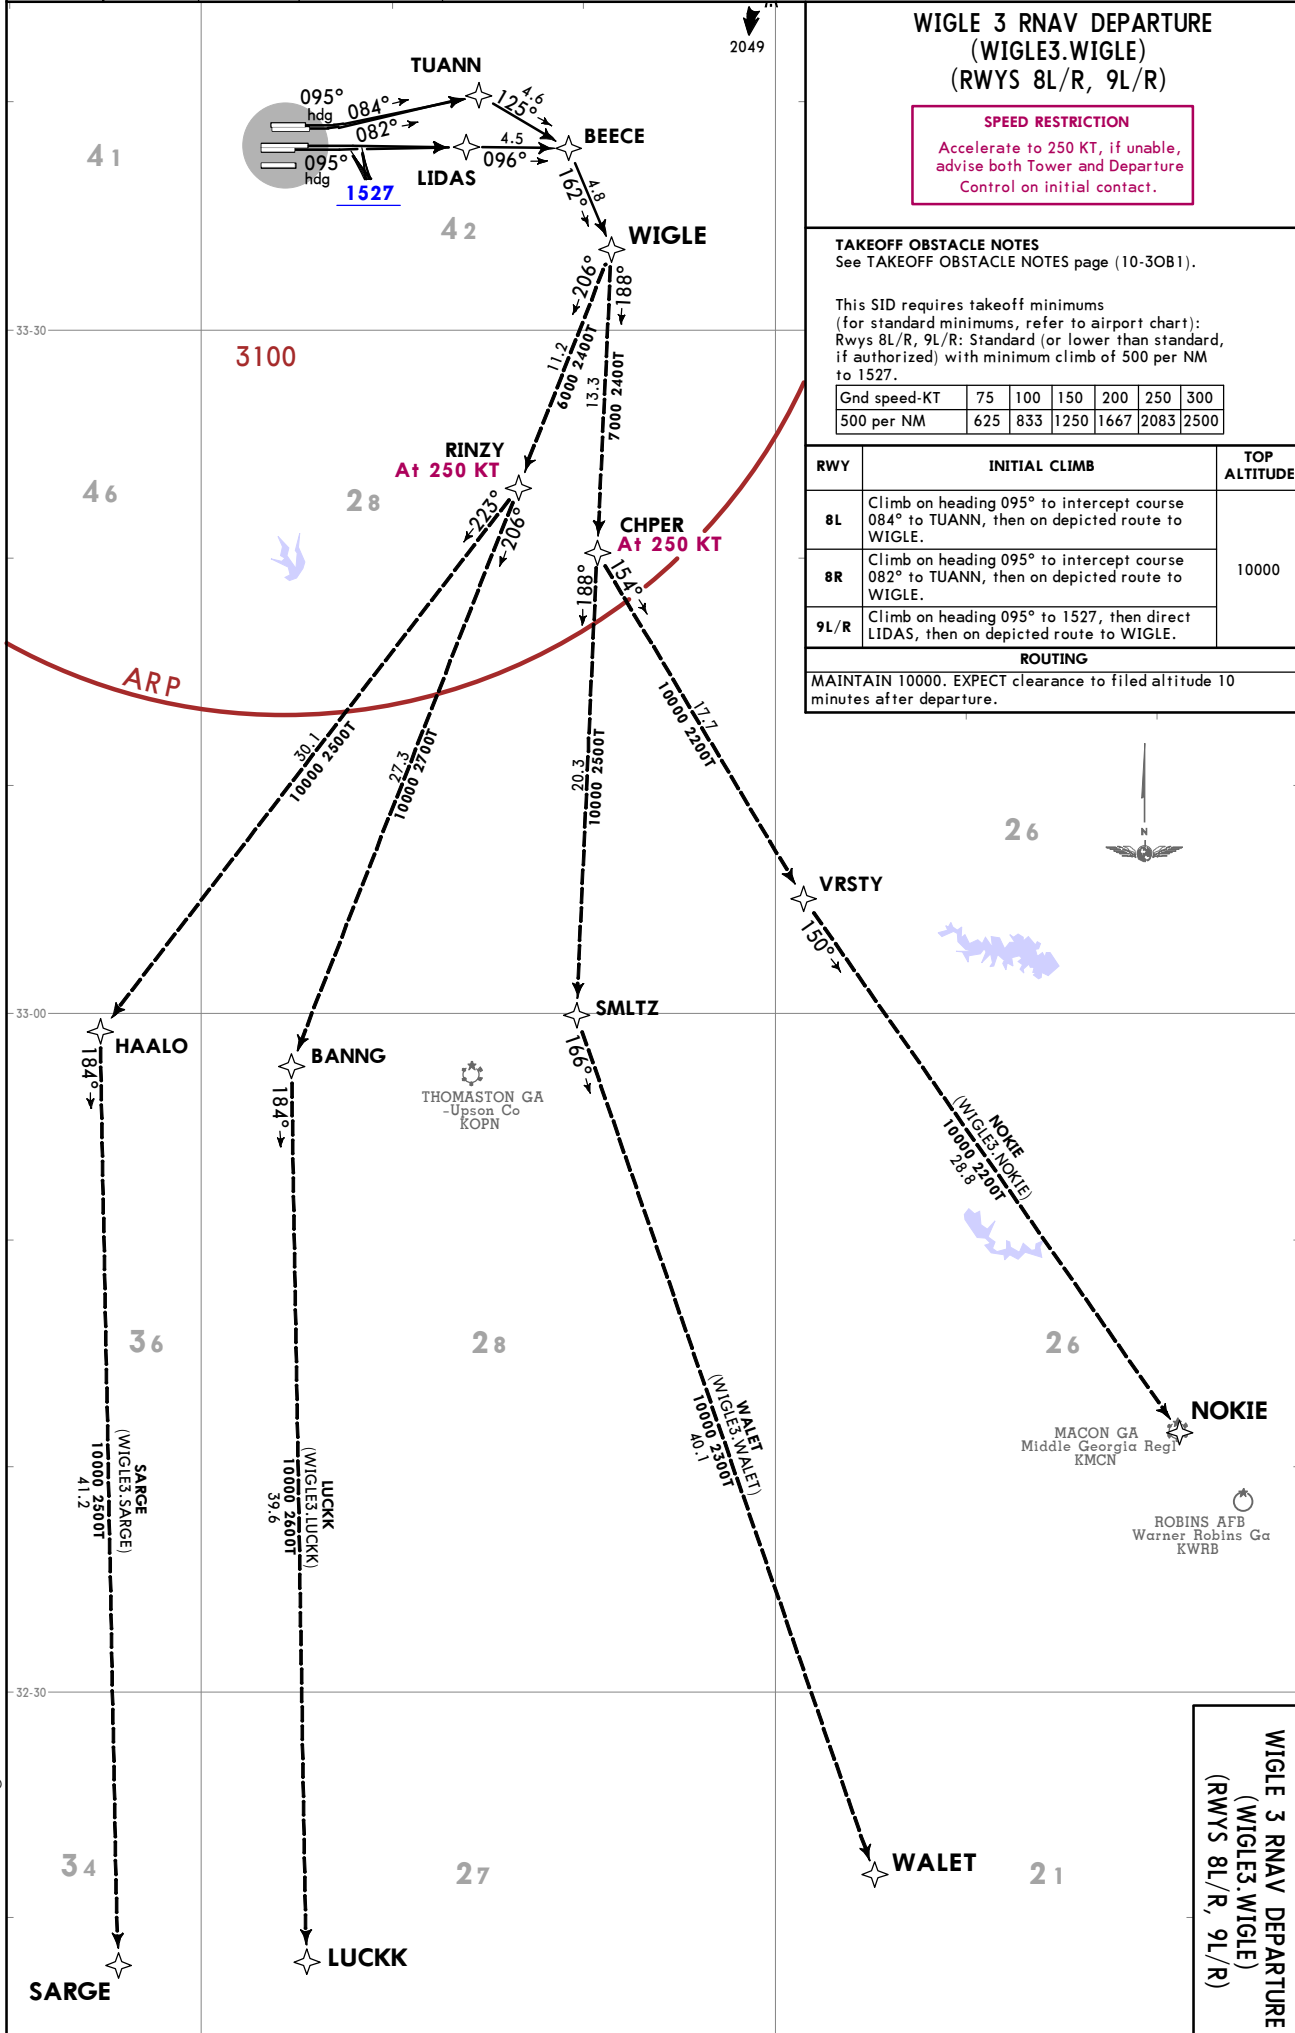 2049
WIGLE 3 RNAV DEPARTURE
(WIGLE3.WIGLE)
(RWYS 8L/R, 9L/R)
SPEED RESTRICTION
Accelerate to 250 KT, if unable,
advise both Tower and Departure
Control on initial contact.
TAKEOFF OBSTACLE NOTES
See TAKEOFF OBSTACLE NOTES page (10-3OB1).
This SID requires takeoff minimums
(for standard minimums, refer to airport chart):
Rwys 8L/R, 9L/R: Standard (or lower than standard,
if authorized) with minimum climb of 500 per NM
to 1527.
Gnd speed-KT 75 100 150 200 250 300
500 per NM 625 833 1250 1667 2083 2500
RWY INITIAL CLIMB TOP ALTITUDE
8L Climb on heading 095° to intercept course
084° to TUANN, then on depicted route to
WIGLE.
8R Climb on heading 095° to intercept course
082° to TUANN, then on depicted route to
WIGLE.
10000
9L/R Climb on heading 095° to 1527, then direct
LIDAS, then on depicted route to WIGLE.
ROUTING
MAINTAIN 10000. EXPECT clearance to filed altitude 10
minutes after departure.
TUANN
095°
hdg
084°
082°
4.6
125°
BEECE
4.5
096°
095°
hdg
LIDAS
1527
41
42
162°
4.8
WIGLE
206°
188°
33-30
3100
11.2
6000 2400T
13.3
7000 2400T
RINZY
At 250 KT
46
28
223°
206°
CHPER
At 250 KT
188°
154°
ARP
30.1
10000 2500T
27.3
10000 2700T
20.3
10000 2500T
17.7
10000 2200T
26
N
VRSTY
150°
33-00
HAALO
184°
BANNG
184°
SMLTZ
166°
THOMASTON GA
-Upson Co
KOPN
NOKIE
(WIGLE3.NOKIE)
10000 2200T
28.8
36
28
26
NOKIE
MACON GA
Middle Georgia Regl
KMCN
ROBINS AFB
Warner Robins Ga
KWRB
SARGE
(WIGLE3.SARGE)
10000 2500T
41.2
LUCKK
(WIGLE3.LUCKK)
10000 2600T
39.6
WALET
(WIGLE3.WALET)
10000 2300T
40.1
32-30
34
27
WALET
21
SARGE
LUCKK
WIGLE 3 RNAV DEPARTURE
(WIGLE3.WIGLE)
(RWYS 8L/R, 9L/R)